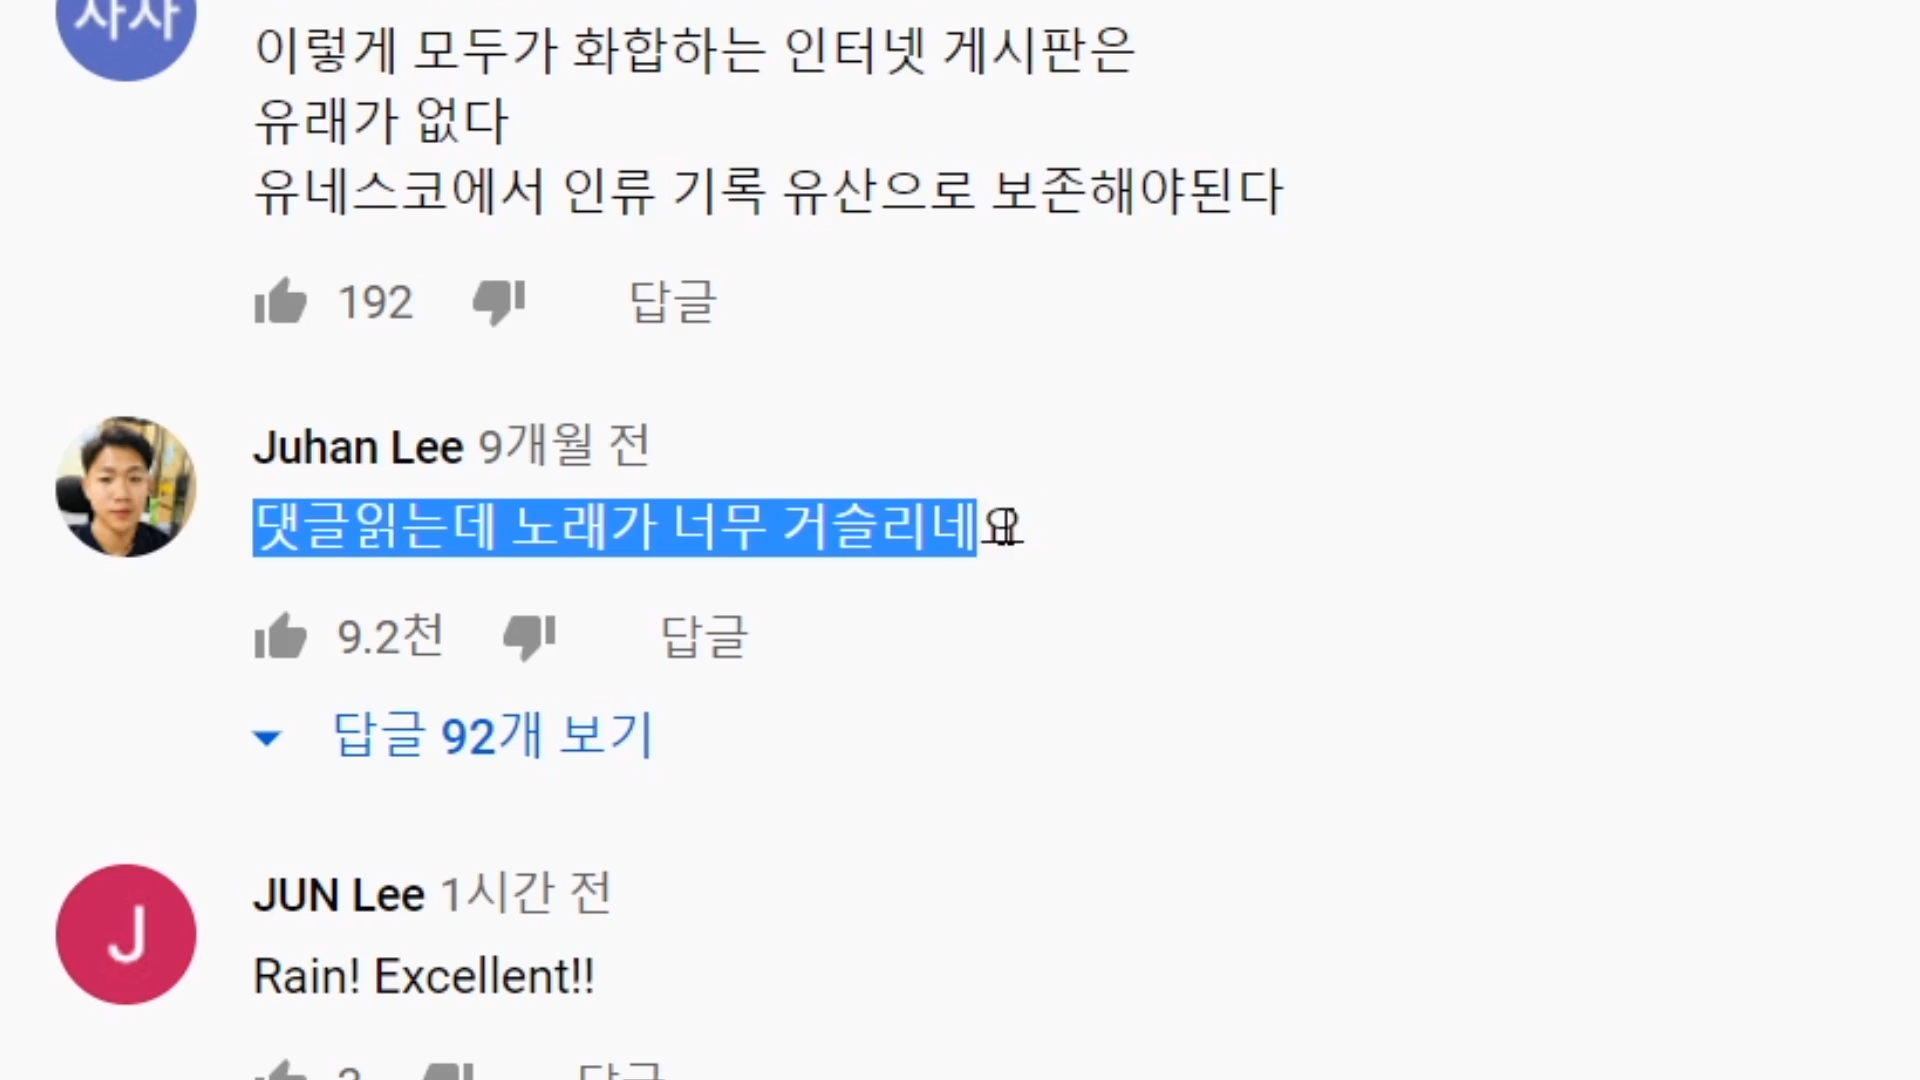 사사
이렇게 모두가 화합하는 인터넷 게시판은
유래가 없다
유네스코에서 인류 기록 유산으로 보존해야된다
192 답글
Juhan Lee 9개월 전
댓글읽는데 노래가 너무 거슬리네요
9.2천 답글
답글 92개 보기
J
JUN Lee 1시간 전
Rain! Excellent!!
답글